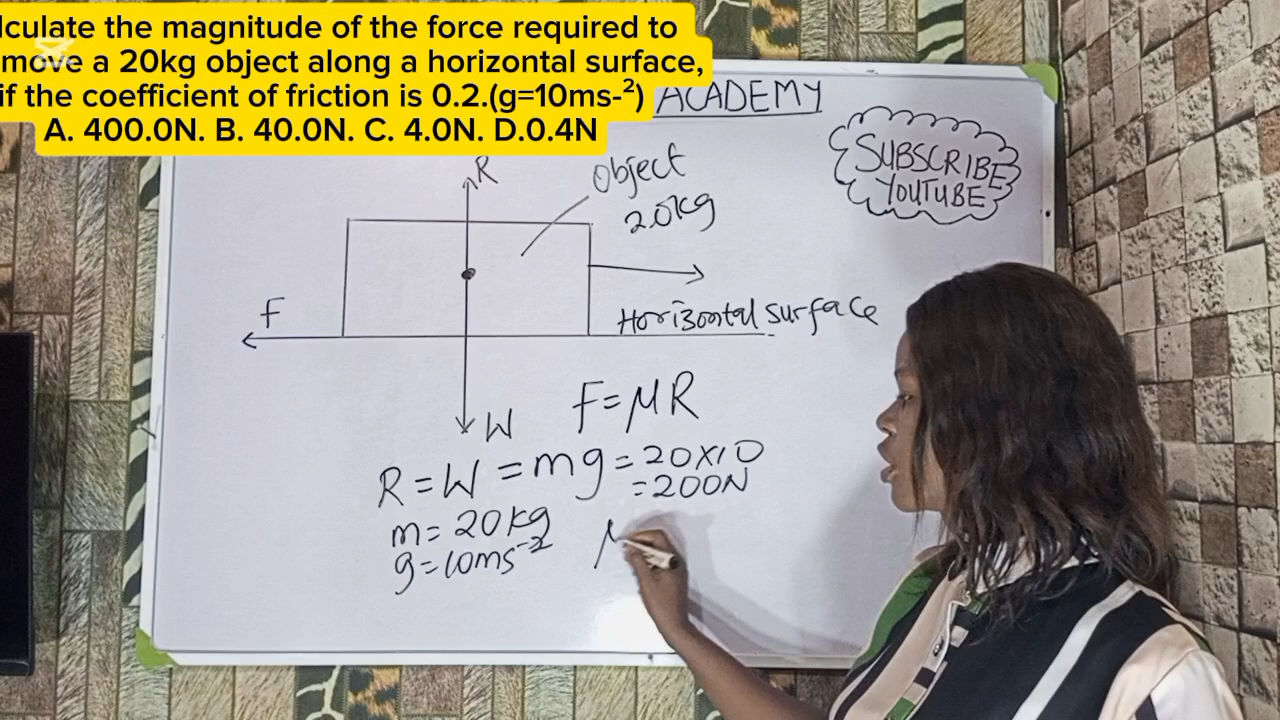 lculate the magnitude of the force required to
move a 20kg object along a horizontal surface,
if the coefficient of friction is 0.2.(g=10ms-²)
A. 400.0N. B. 40.0N. C. 4.0N. D.0.4N
ACADEMY
SUBSCRIBE
YOUTUBE
R
Object
20kg
F
Horizontal surface
W
F=μR
R=W=mg=20x10
=200N
m=20kg
g=10ms⁻²
μ